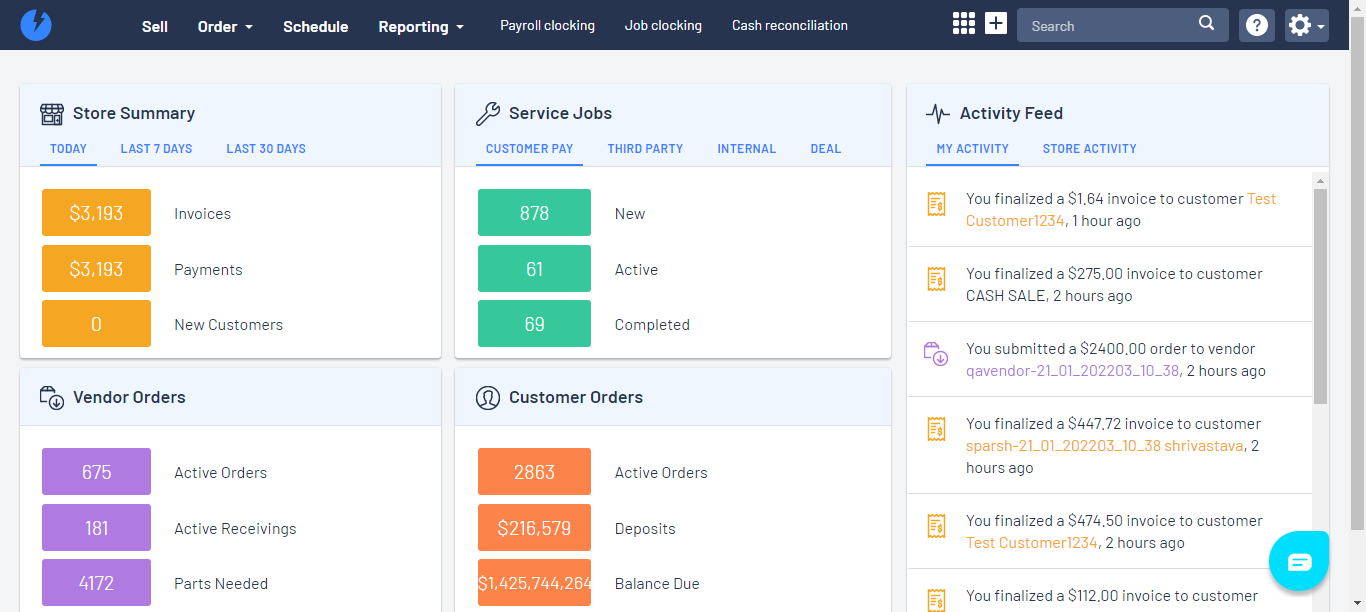 Sell Order Schedule Reporting Payroll clocking Job clocking Cash reconciliation Search ?
Store Summary
TODAY LAST 7 DAYS LAST 30 DAYS
$3,193 Invoices
$3,193 Payments
0 New Customers
Service Jobs
CUSTOMER PAY THIRD PARTY INTERNAL DEAL
878 New
61 Active
69 Completed
Vendor Orders
675 Active Orders
181 Active Receivings
4172 Parts Needed
Customer Orders
2863 Active Orders
$216,579 Deposits
$1,425,744,264 Balance Due
Activity Feed
MY ACTIVITY STORE ACTIVITY
You finalized a $1.64 invoice to customer Test
Customer1234, 1 hour ago
You finalized a $275.00 invoice to customer
CASH SALE, 2 hours ago
You submitted a $2400.00 order to vendor
qavendor-21_01_202203_10_38, 2 hours ago
You finalized a $447.72 invoice to customer
sparsh-21_01_202203_10_38 shrivastava, 2
hours ago
You finalized a $474.50 invoice to customer
Test Customer1234, 2 hours ago
You finalized a $112.00 invoice to customer